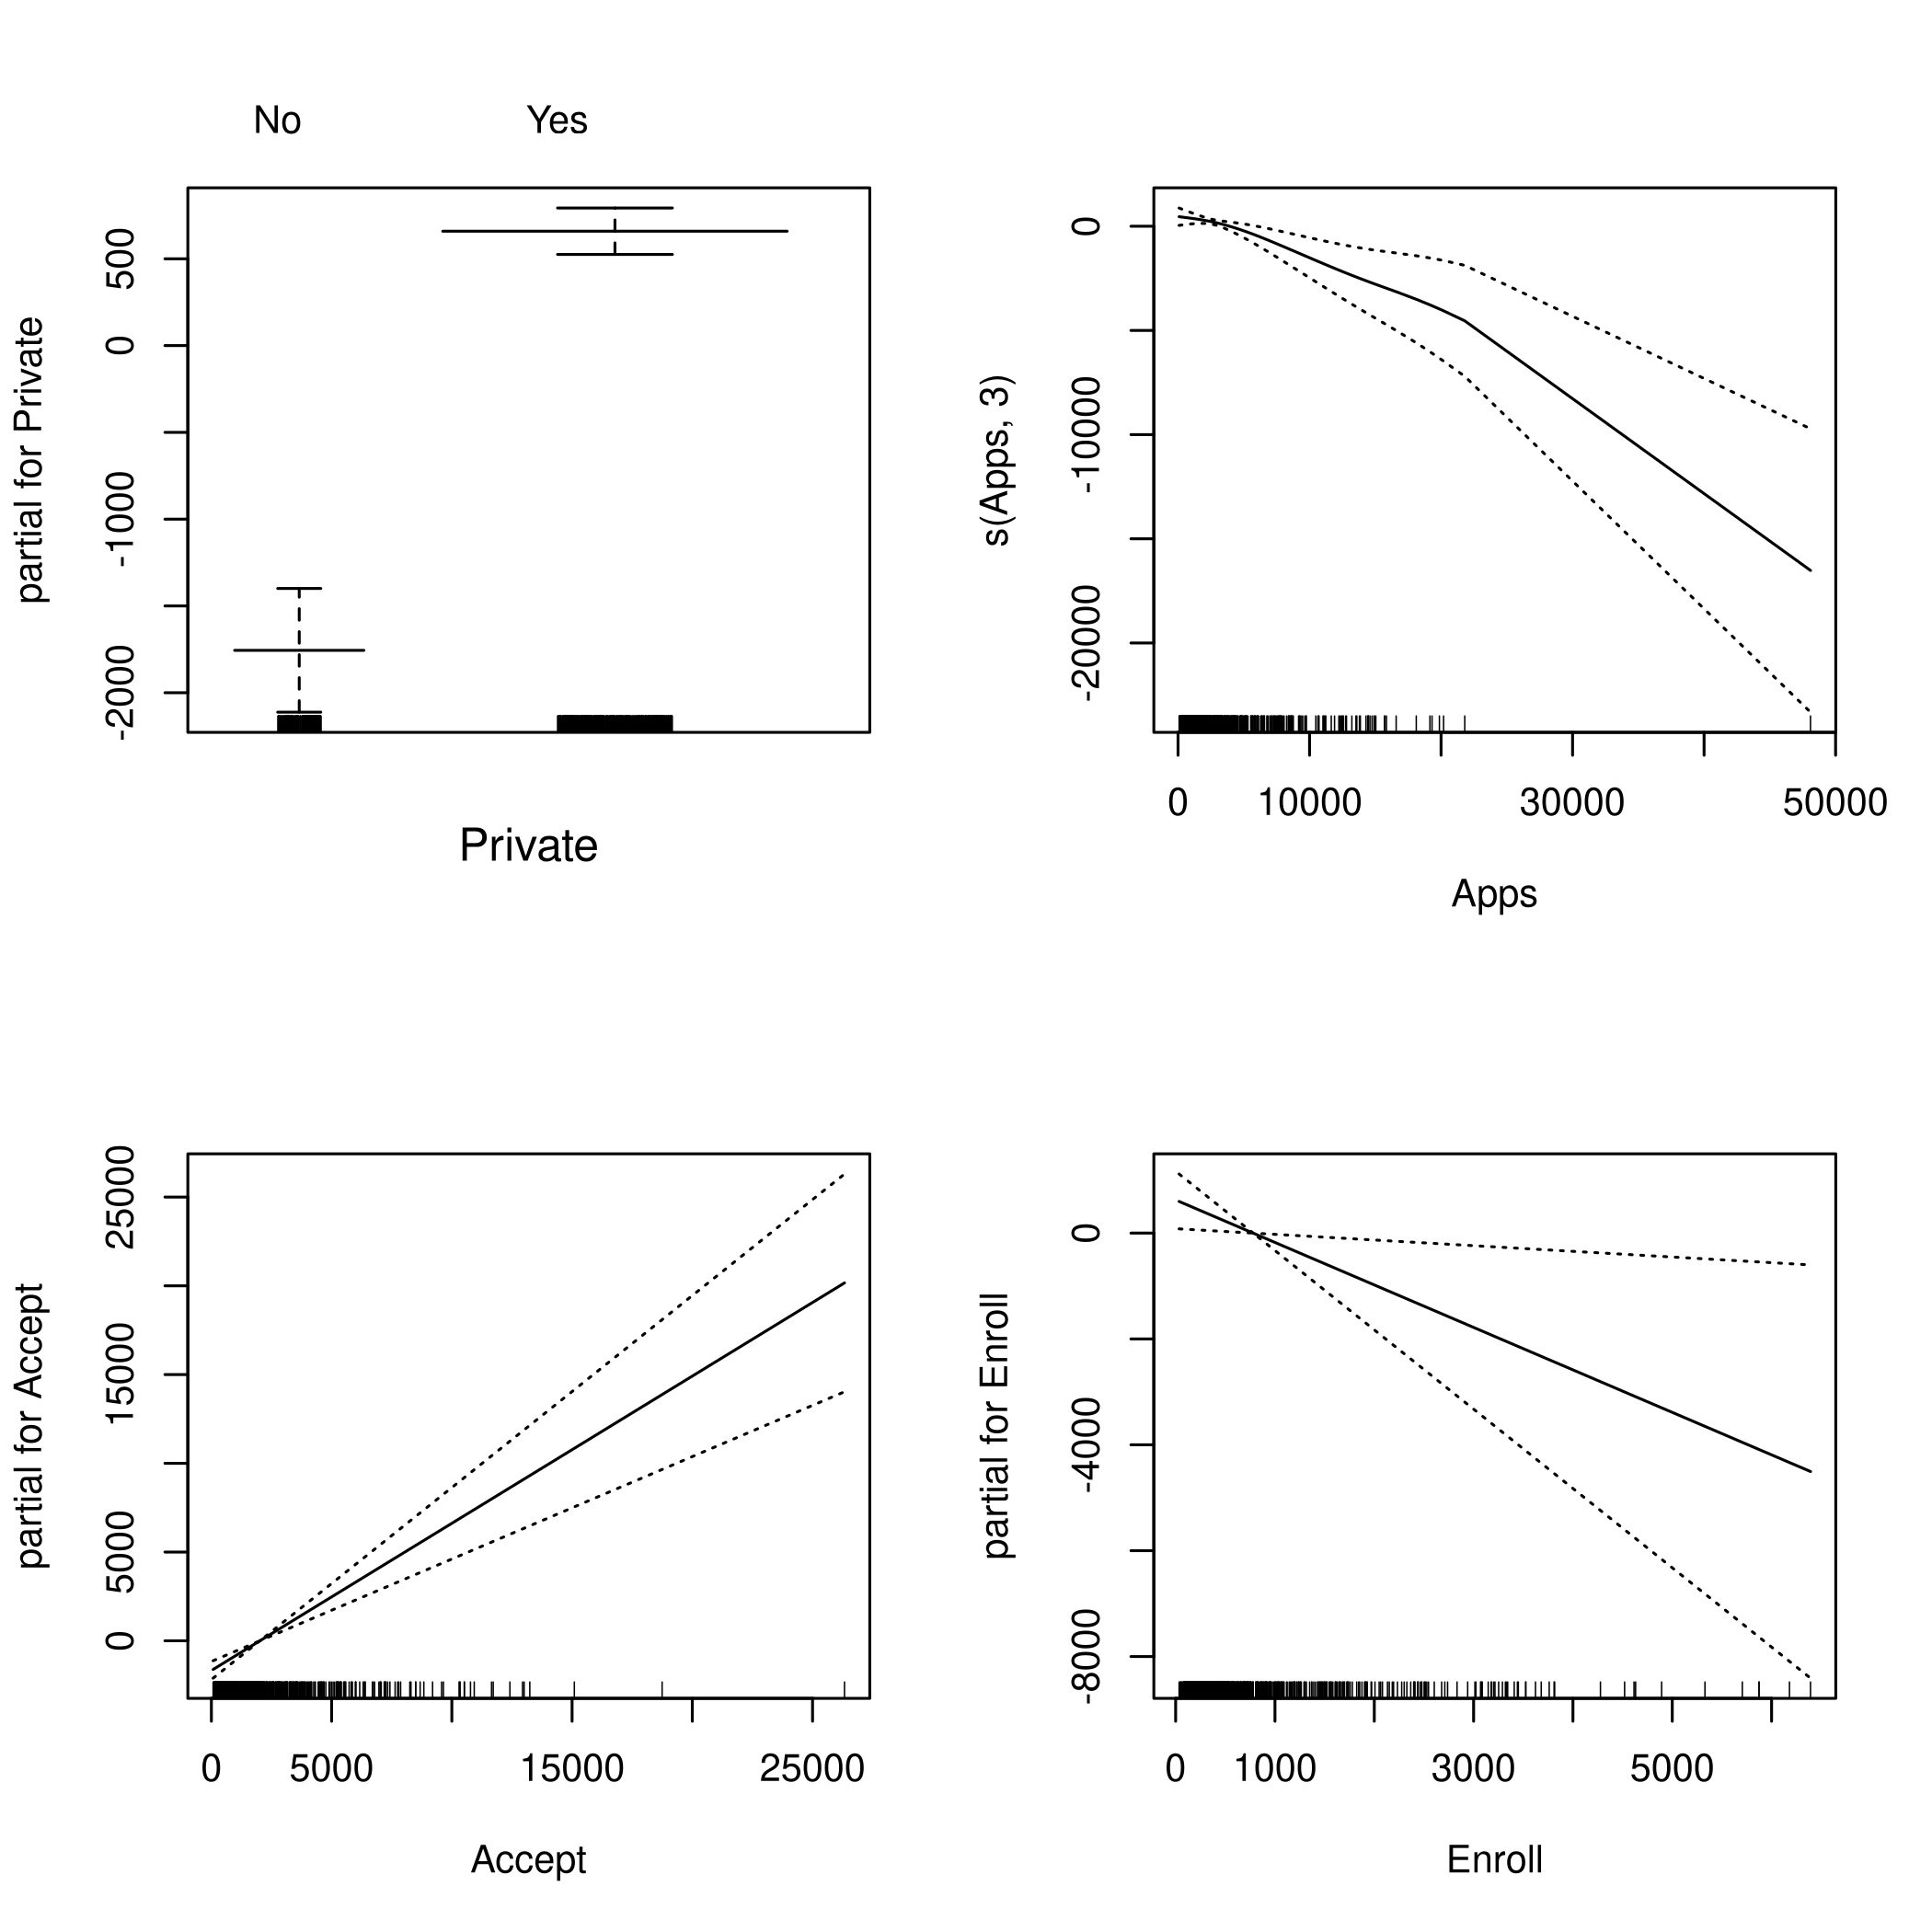 No Yes
partial for Private
500
0
-1000
-2000
Private
s(Apps, 3)
0
-10000
-20000
0 10000 30000 50000
Apps
partial for Accept
25000
15000
5000
0
0 5000 15000 25000
Accept
partial for Enroll
0
-4000
-8000
0 1000 3000 5000
Enroll